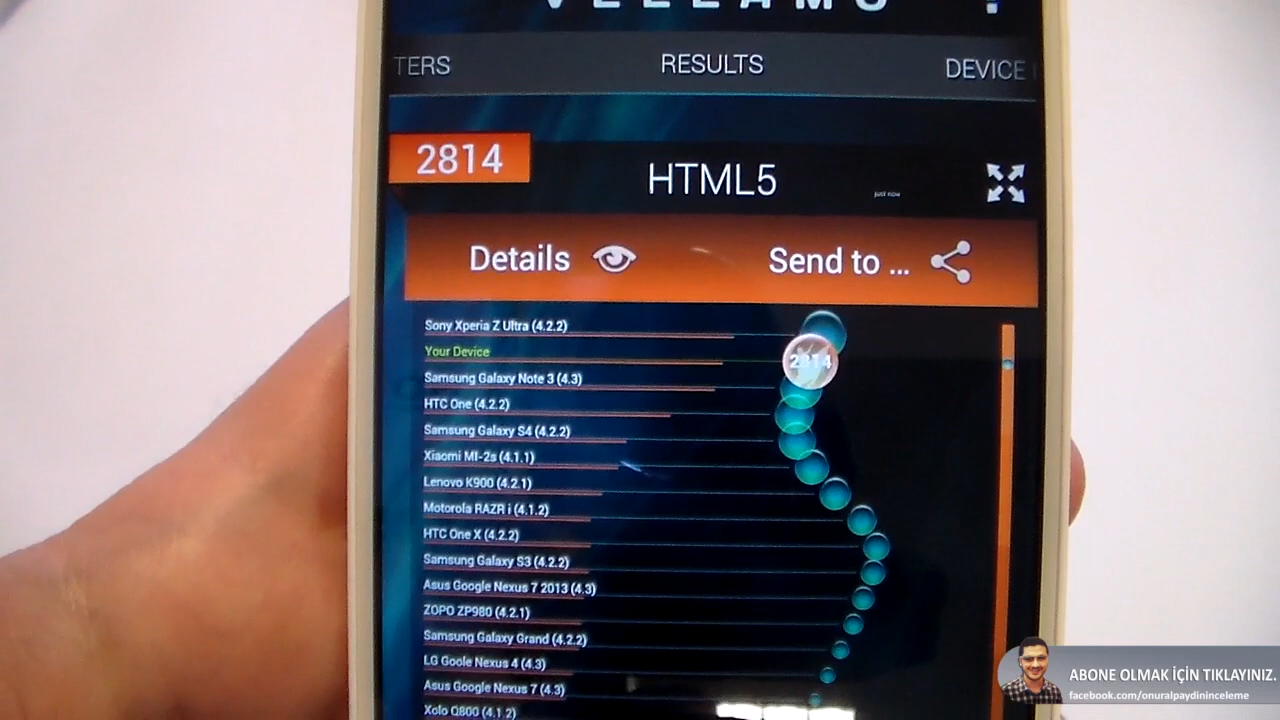 VELLAMO
TERS
RESULTS
DEVICE
2814
HTML5
just now
Details
Send to ...
Sony Xperia Z Ultra (4.2.2)
Your Device
2814
Samsung Galaxy Note 3 (4.3)
HTC One (4.2.2)
Samsung Galaxy S4 (4.2.2)
Xiaomi MI-2s (4.1.1)
Lenovo K900 (4.2.1)
Motorola RAZR i (4.1.2)
HTC One X (4.2.2)
Samsung Galaxy S3 (4.2.2)
Asus Google Nexus 7 2013 (4.3)
ZOPO ZP980 (4.2.1)
Samsung Galaxy Grand (4.2.2)
LG Goole Nexus 4 (4.3)
Asus Google Nexus 7 (4.3)
Xolo Q800 (4.1.2)
ABONE OLMAK İÇİN TIKLAYINIZ.
facebook.com/onuralpaydininceleme